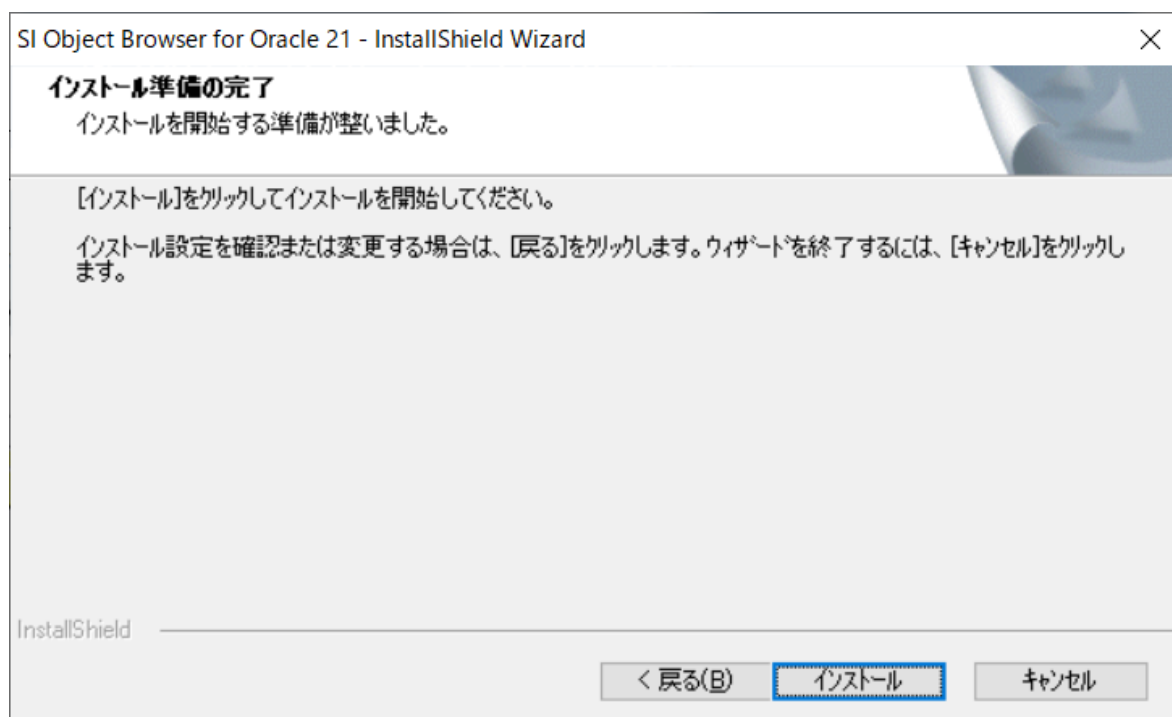 SI Object Browser for Oracle 21 - InstallShield Wizard
インストール準備の完了
インストールを開始する準備が整いました。
[インストール]をクリックしてインストールを開始してください。
インストール設定を確認または変更する場合は、[戻る]をクリックします。ウィザードを終了するには、[キャンセル]をクリックし
ます。
InstallShield
< 戻る(B)
インストール
キャンセル